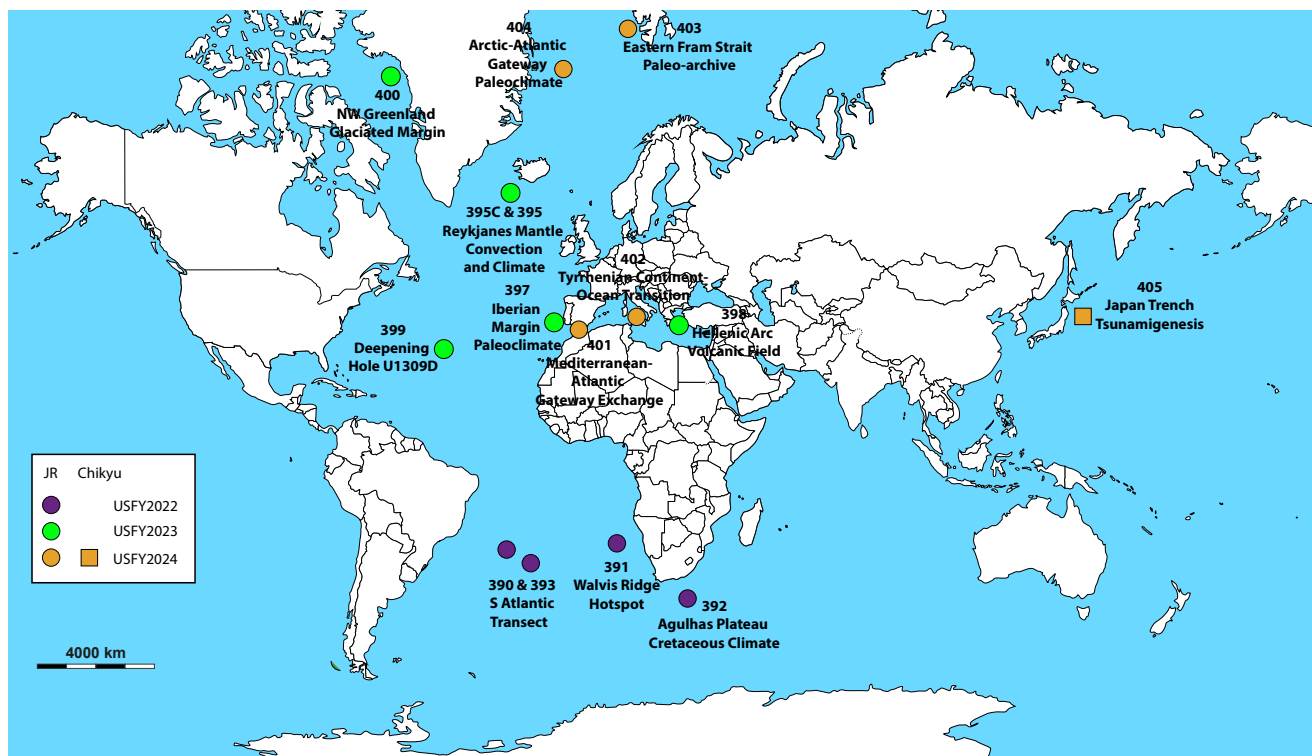 404
Arctic-Atlantic
Gateway
Paleoclimate
403
Eastern Fram Strait
Paleo-archive
400
NW Greenland
Glaciated Margin
395C & 395
Reykjanes Mantle
Convection
and Climate
402
Tyrrhenian Continent-
Ocean Transition
397
Iberian
Margin
Paleoclimate
398
Hellenic Arc
Volcanic Field
405
Japan Trench
Tsunamigenesis
399
Deepening
Hole U1309D
401
Mediterranean-
Atlantic
Gateway Exchange
JR Chikyu
USFY2022
USFY2023
USFY2024
390 & 393
S Atlantic
Transect
391
Walvis Ridge
Hotspot
392
Agulhas Plateau
Cretaceous Climate
4000 km